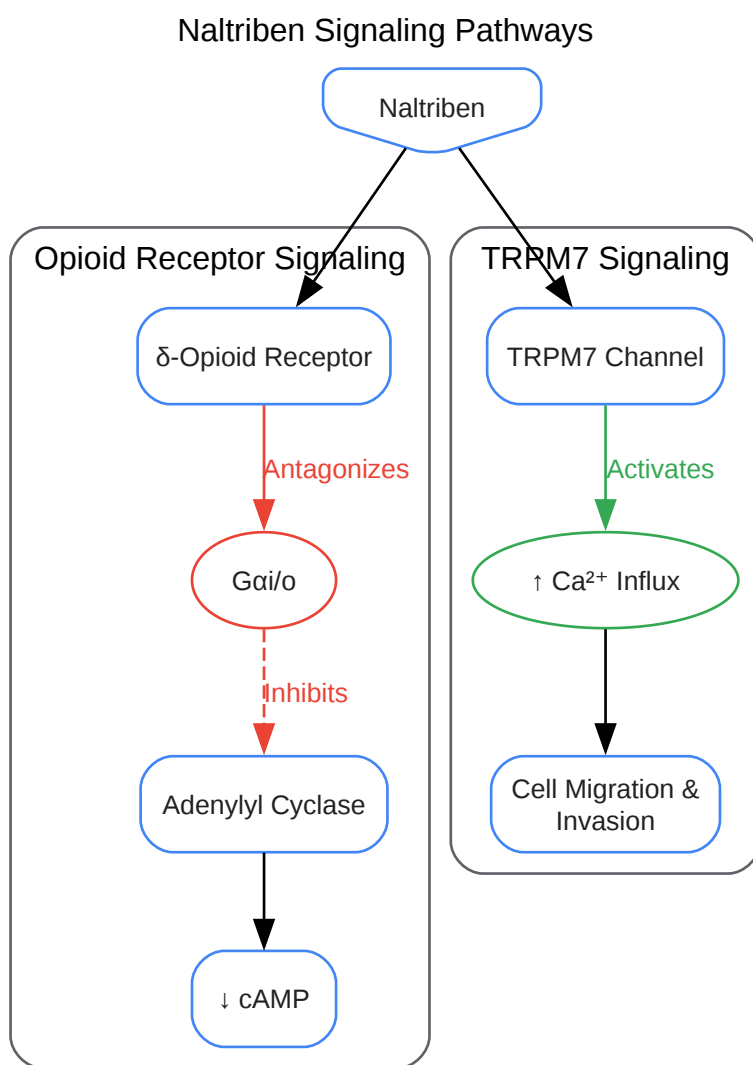 Naltriben Signaling Pathways
Naltriben
Opioid Receptor Signaling
TRPM7 Signaling
δ-Opioid Receptor
TRPM7 Channel
Antagonizes
Activates
Gαi/o
↑ Ca²⁺ Influx
Inhibits
Adenylyl Cyclase
Cell Migration &
Invasion
↓ cAMP